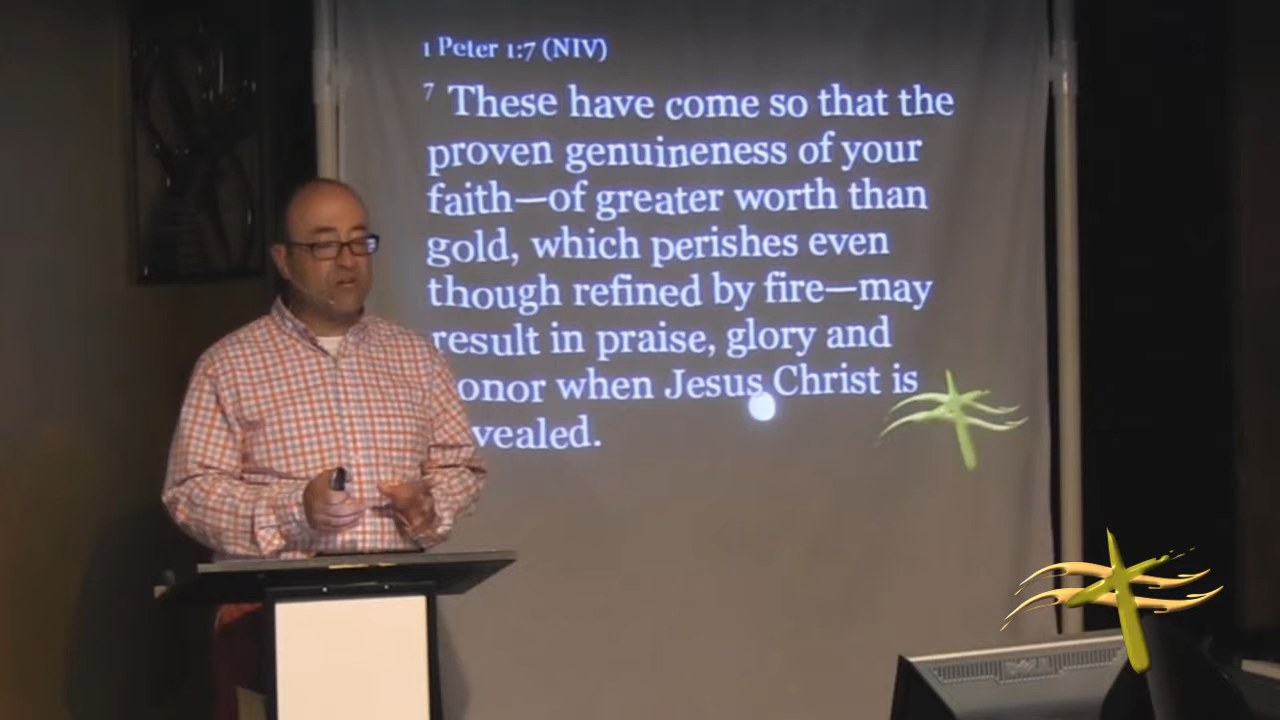 1 Peter 1:7 (NIV)
7 These have come so that the
proven genuineness of your
faith—of greater worth than
gold, which perishes even
though refined by fire—may
result in praise, glory and
onor when Jesus Christ is
vealed.